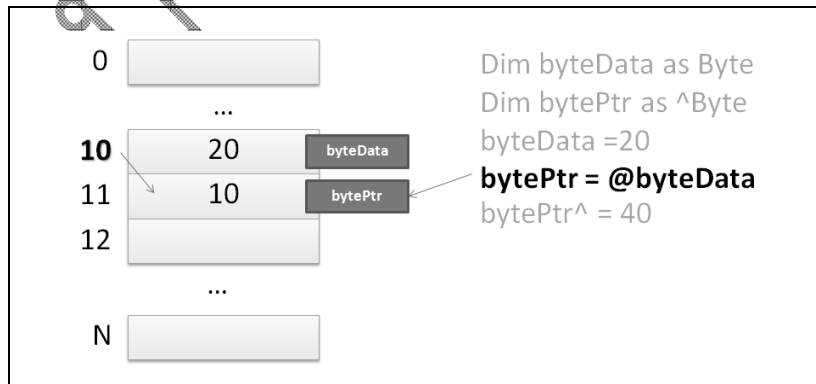 0
Dim byteData as Byte
...
Dim bytePtr as ^Byte
10 20 byteData
byteData =20
11 10 bytePtr
bytePtr = @byteData
bytePtr^ = 40
12
...
N